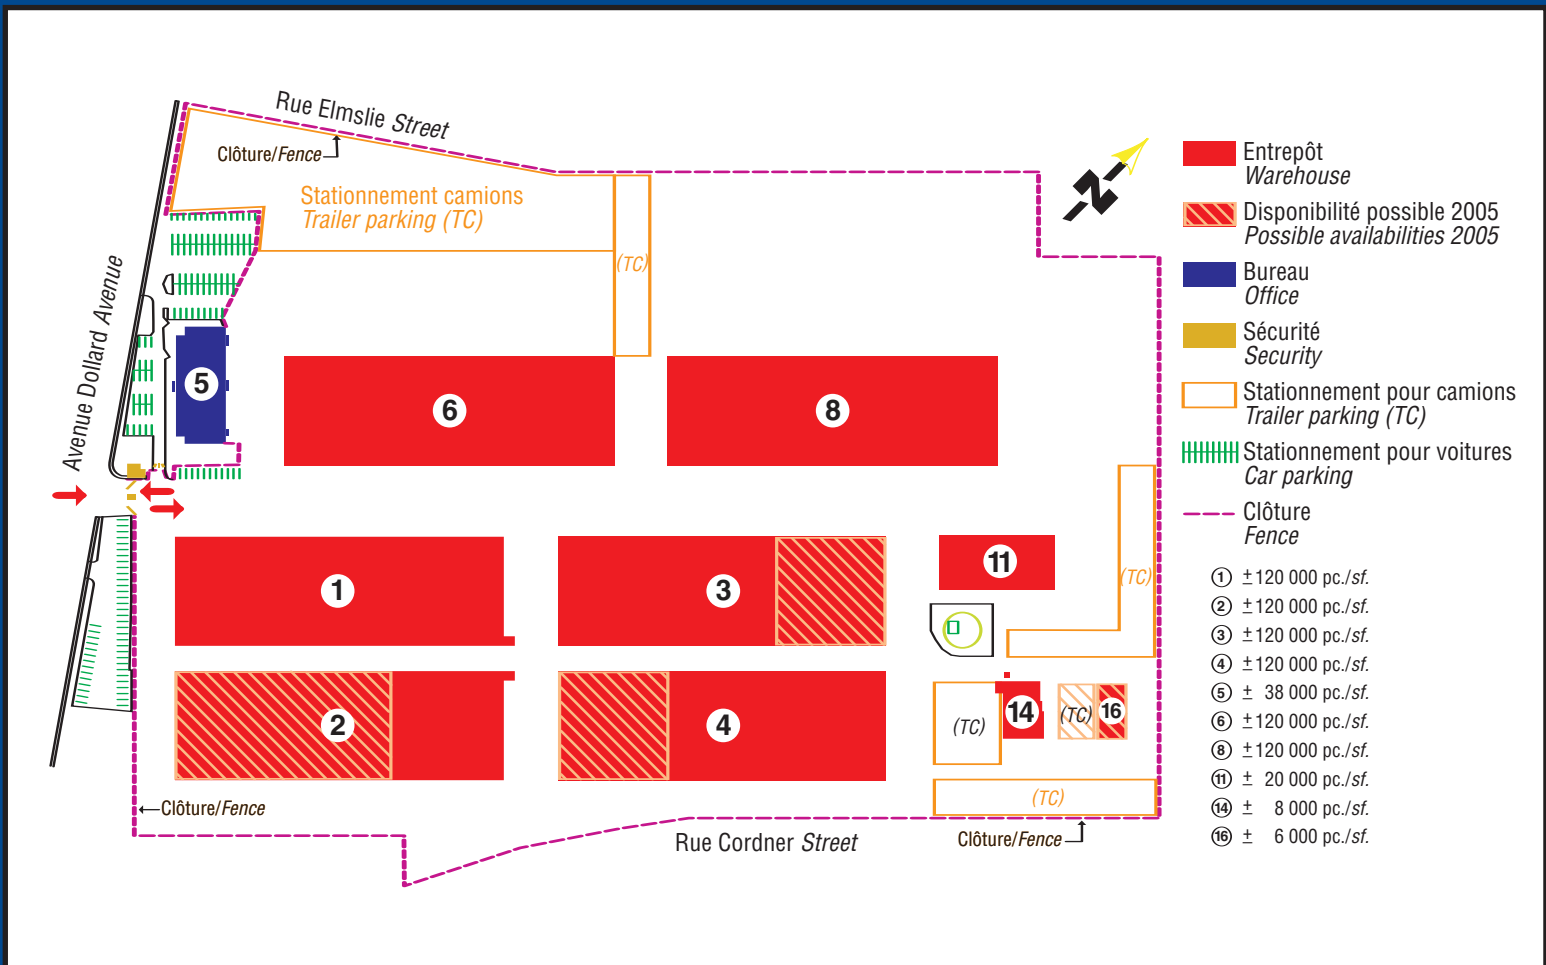 Rue Elmslie Street
Clôture/Fence
Stationnement camions
Trailer parking (TC)
(TC)
Avenue Dollard Avenue
5
6
8
1
3
11
(TC)
2
4
(TC)
14
(TC)
16
(TC)
Clôture/Fence
Rue Cordner Street
Clôture/Fence
N
Entrepôt
Warehouse
Disponibilité possible 2005
Possible availabilities 2005
Bureau
Office
Sécurité
Security
Stationnement pour camions
Trailer parking (TC)
Stationnement pour voitures
Car parking
Clôture
Fence
1 ± 120 000 pc./sf.
2 ± 120 000 pc./sf.
3 ± 120 000 pc./sf.
4 ± 120 000 pc./sf.
5 ± 38 000 pc./sf.
6 ± 120 000 pc./sf.
8 ± 120 000 pc./sf.
11 ± 20 000 pc./sf.
14 ± 8 000 pc./sf.
16 ± 6 000 pc./sf.